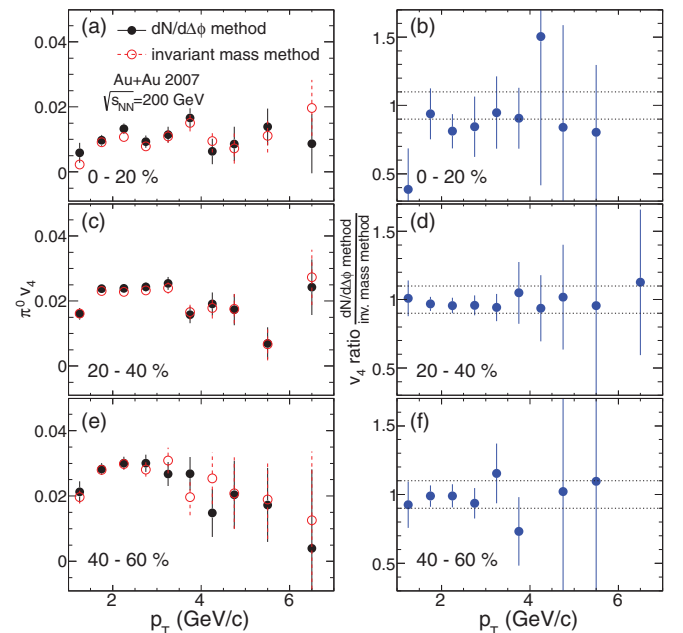 (a)
dN/dΔϕ method
invariant mass method
Au+Au 2007
√sNN=200 GeV
0.04
0.02
0
0 - 20 %
(b)
1.5
1
0.5
0 - 20 %
(c)
0.04
0.02
0
20 - 40 %
(d)
1.5
1
20 - 40 %
(e)
0.04
0.02
0
40 - 60 %
(f)
1.5
1
0.5
40 - 60 %
π0 v4
v4 ratio dN/dΔϕ method
inv. mass method
2 4 6
pT (GeV/c)
2 4 6
pT (GeV/c)